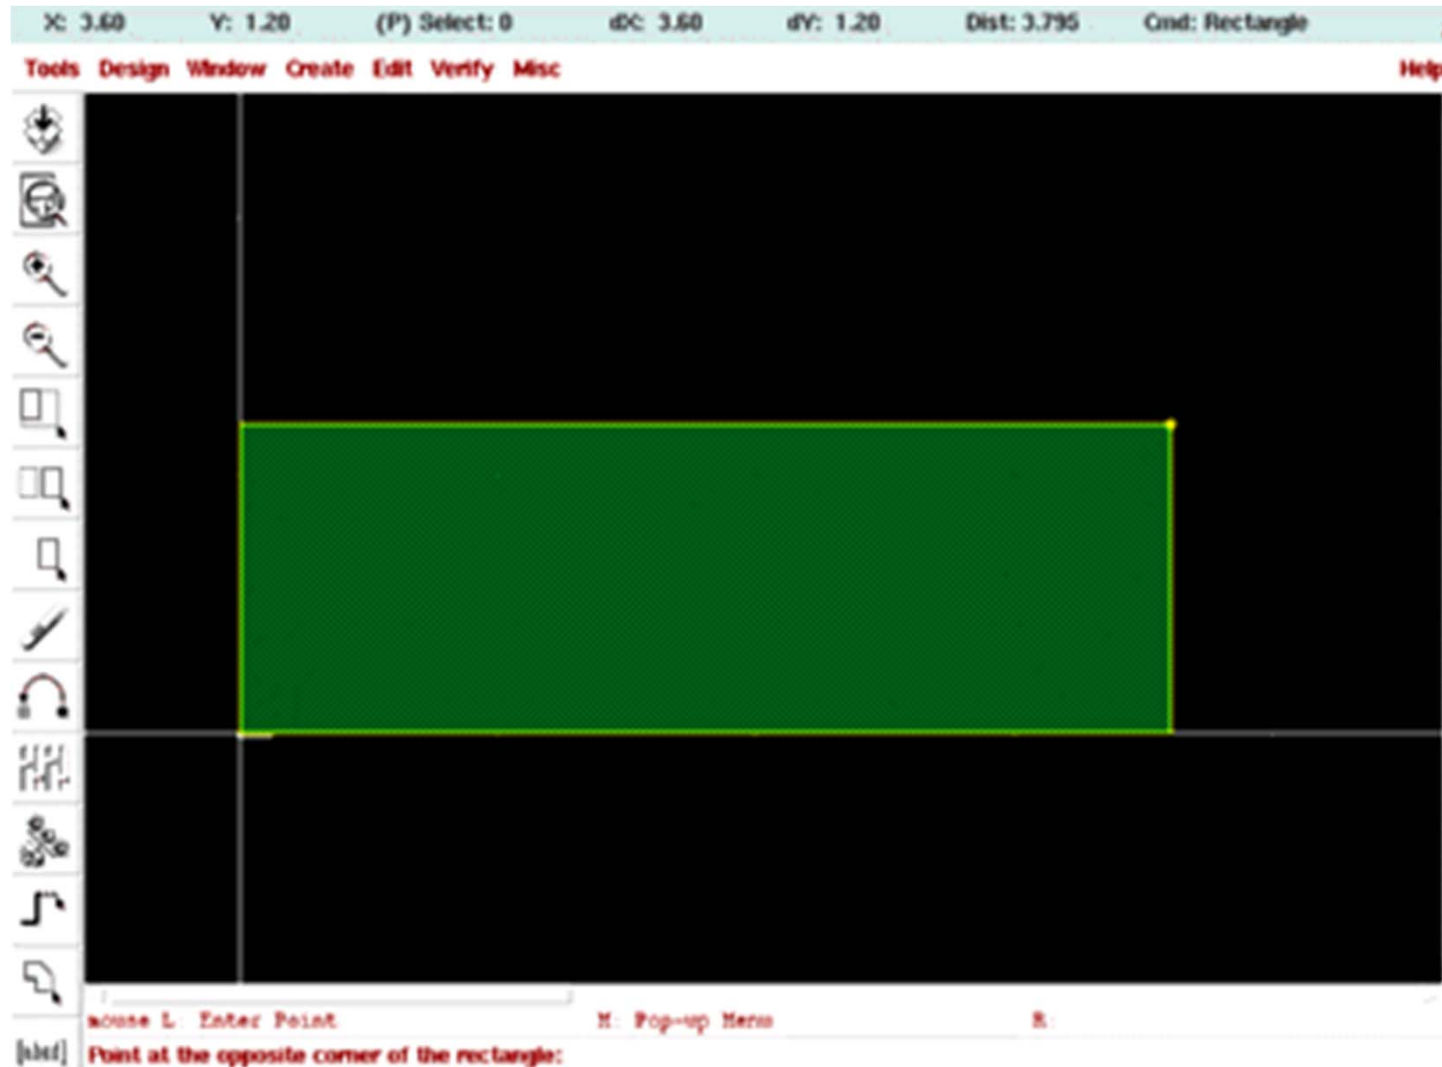 X: 3.60 Y: 1.20 (P) Select: 0 dX: 3.60 dY: 1.20 Dist: 3.795 Cmd: Rectangle
Tools Design Window Create Edit Verify Misc Help
mouse L: Enter Point M: Pop-up Menu R:
[abcd] Point at the opposite corner of the rectangle: